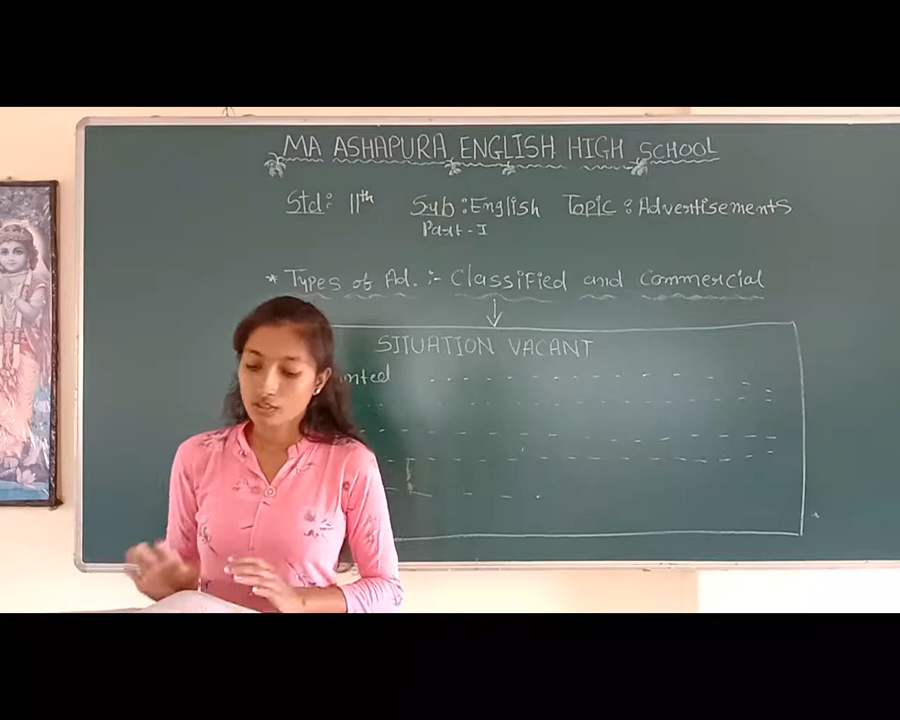 MA ASHAPURA ENGLISH HIGH SCHOOL
Std: 11th Sub: English Topic: Advertisements
Part-I
* Types of Ad. :- Classified and Commercial
SITUATION VACANT